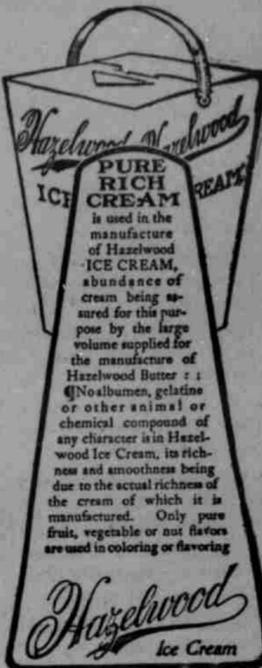 Hazelwood Hazelwood
ICE CREAM
PURE
RICH
CREAM
is used in the
manufacture
of Hazelwood
ICE CREAM,
abundance of
cream being as-
sured for this pur-
pose by the large
volume supplied for
the manufacture of
Hazelwood Butter : :
¶No albumen, gelatine
or other animal or
chemical compound of
any character is in Hazel-
wood Ice Cream, its rich-
ness and smoothness being
due to the actual richness of
the cream of which it is
manufactured. Only pure
fruit, vegetable or nut flavors
are used in coloring or flavoring
Hazelwood
Ice Cream